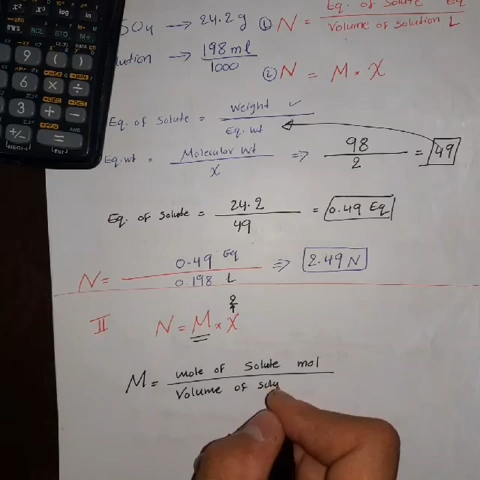 SO4 → 24.2 g ① N = Eq. of Solute Eq / Volume of solution L
→ 198 ml / 1000
② N = M * X
Eq. of Solute = Weight ✓ / Eq. wt
Eq. wt = Molecular wt / X ⇒ 98 / 2 = 49
Eq. of Solute = 24.2 / 49 = 0.49 Eq
N = 0.49 Eq / 0.198 L ⇒ 2.49 N
2
II N = M * X
M = mole of Solute mol / Volume of